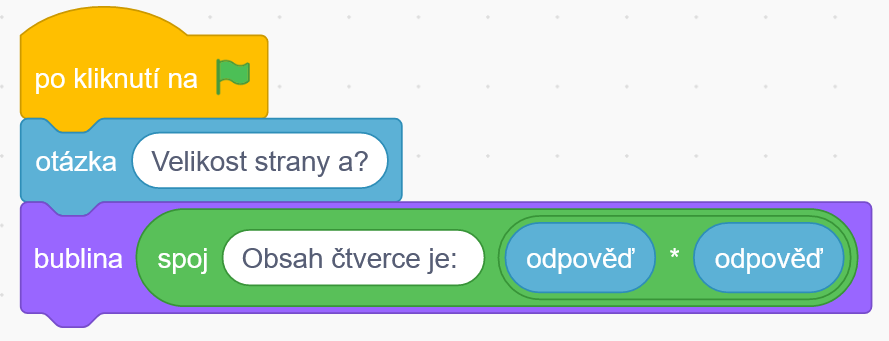 po kliknutí na
otázka Velikost strany a?
bublina spoj Obsah čtverce je: odpověď * odpověď